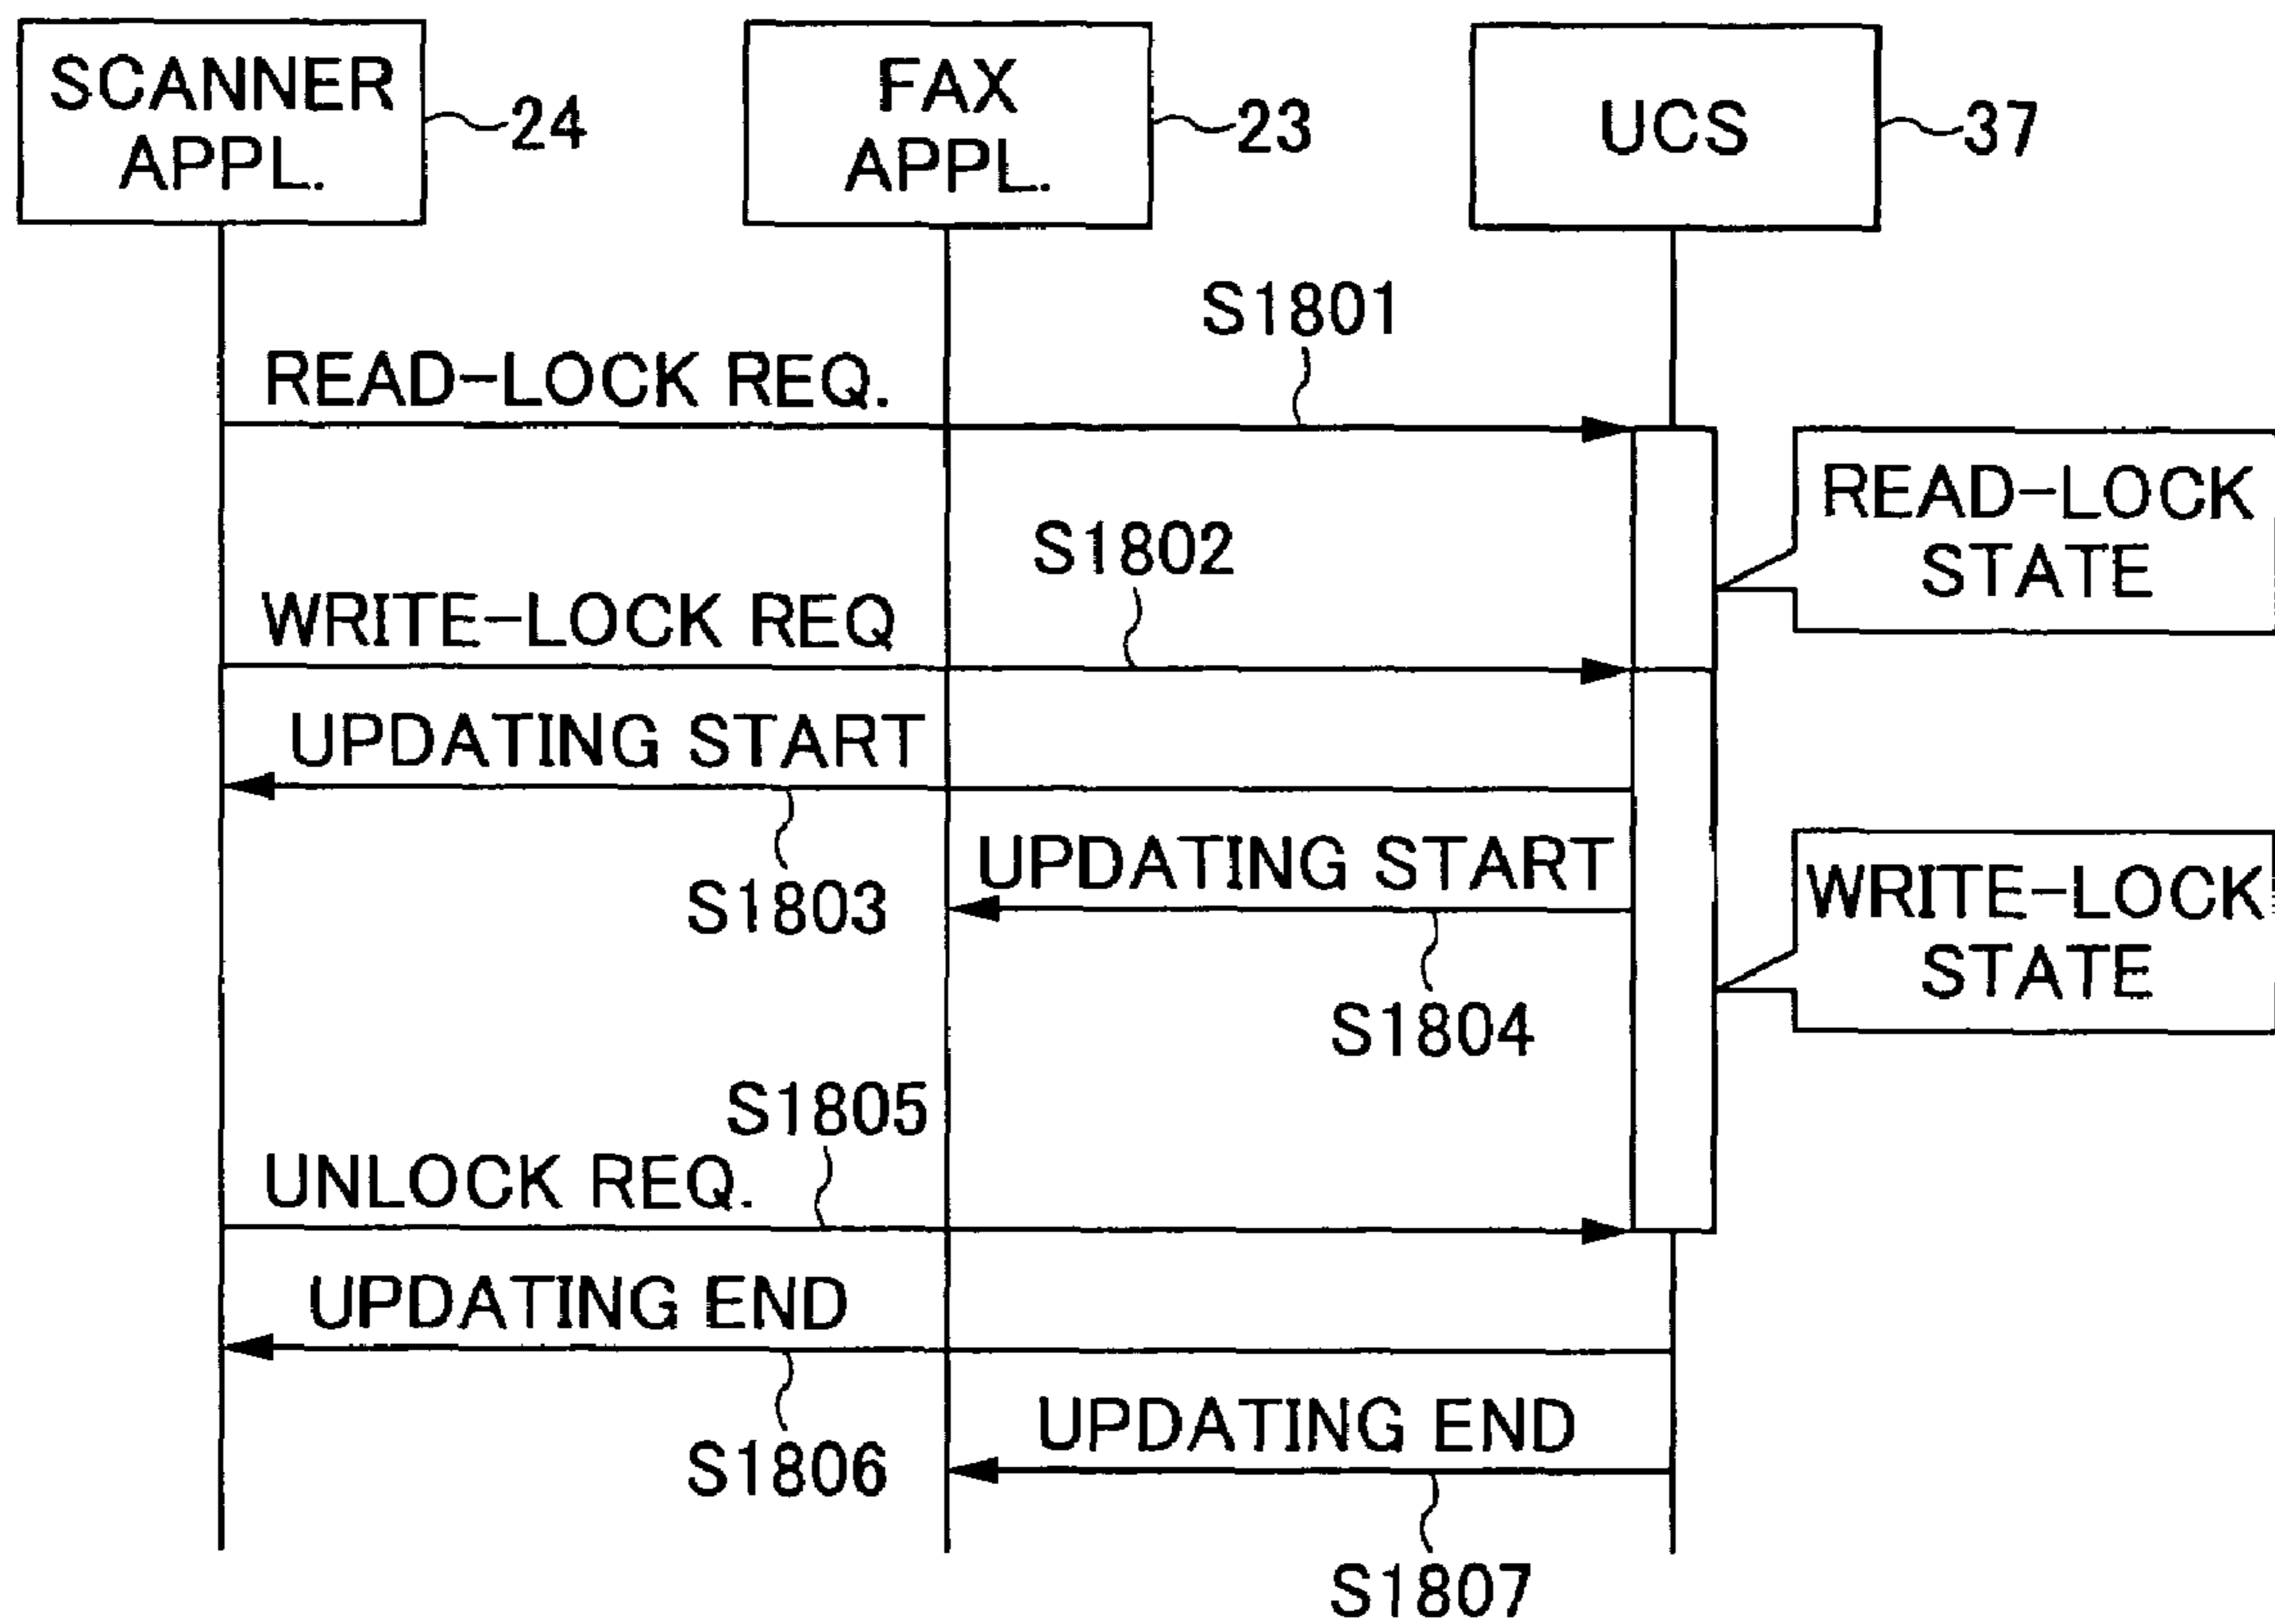 SCANNER
APPL.
24
FAX
APPL.
23
UCS
37
S1801
READ-LOCK REQ.
READ-LOCK
STATE
S1802
WRITE-LOCK REQ
UPDATING START
S1803
UPDATING START
S1804
WRITE-LOCK
STATE
S1805
UNLOCK REQ.
UPDATING END
S1806
UPDATING END
S1807